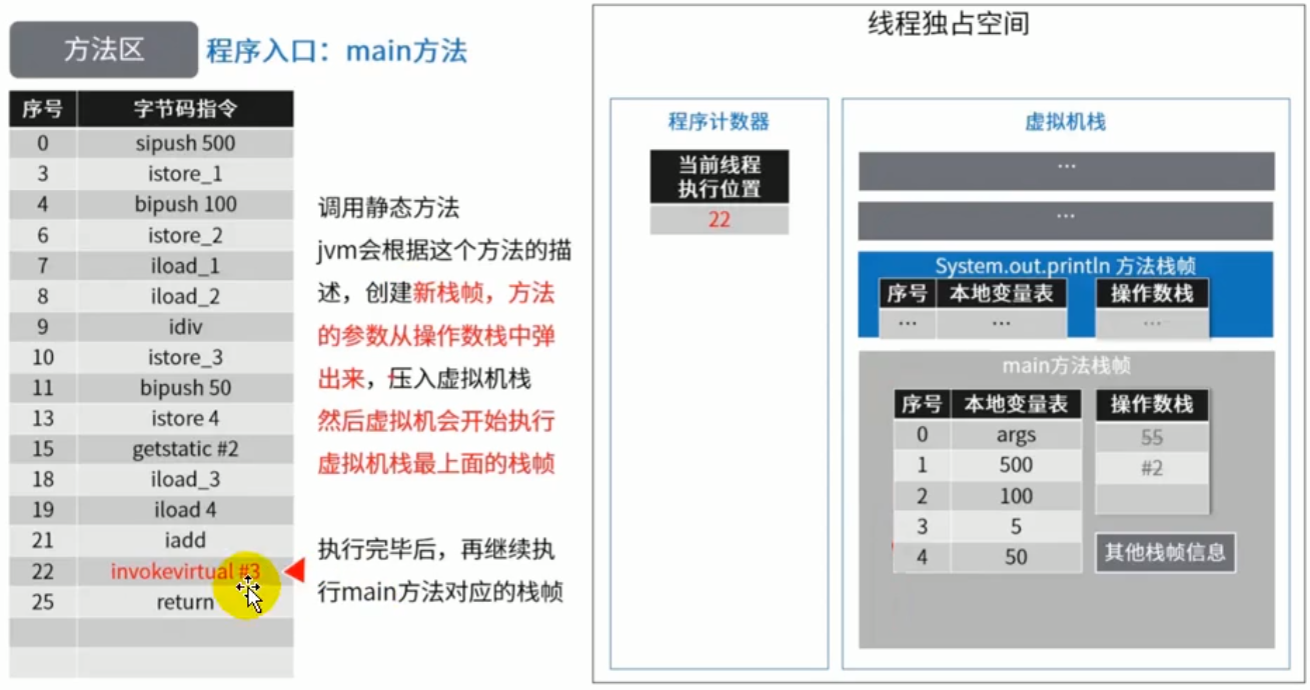 方法区 程序入口：main方法
序号 字节码指令
0 sipush 500
3 istore_1
4 bipush 100
6 istore_2
7 iload_1
8 iload_2
9 idiv
10 istore_3
11 bipush 50
13 istore 4
15 getstatic #2
18 iload_3
19 iload 4
21 iadd
22 invokevirtual #3
25 return
调用静态方法
jvm会根据这个方法的描
述，创建新栈帧，方法
的参数从操作数栈中弹
出来，压入虚拟机栈
然后虚拟机会开始执行
虚拟机栈最上面的栈帧
执行完毕后，再继续执
行main方法对应的栈帧
线程独占空间
程序计数器
当前线程
执行位置
22
虚拟机栈
...
...
System.out.println 方法栈帧
序号 本地变量表 操作数栈
... ... ...
main方法栈帧
序号 本地变量表 操作数栈
0 args 55
1 500 #2
2 100
3 5
4 50 其他栈帧信息